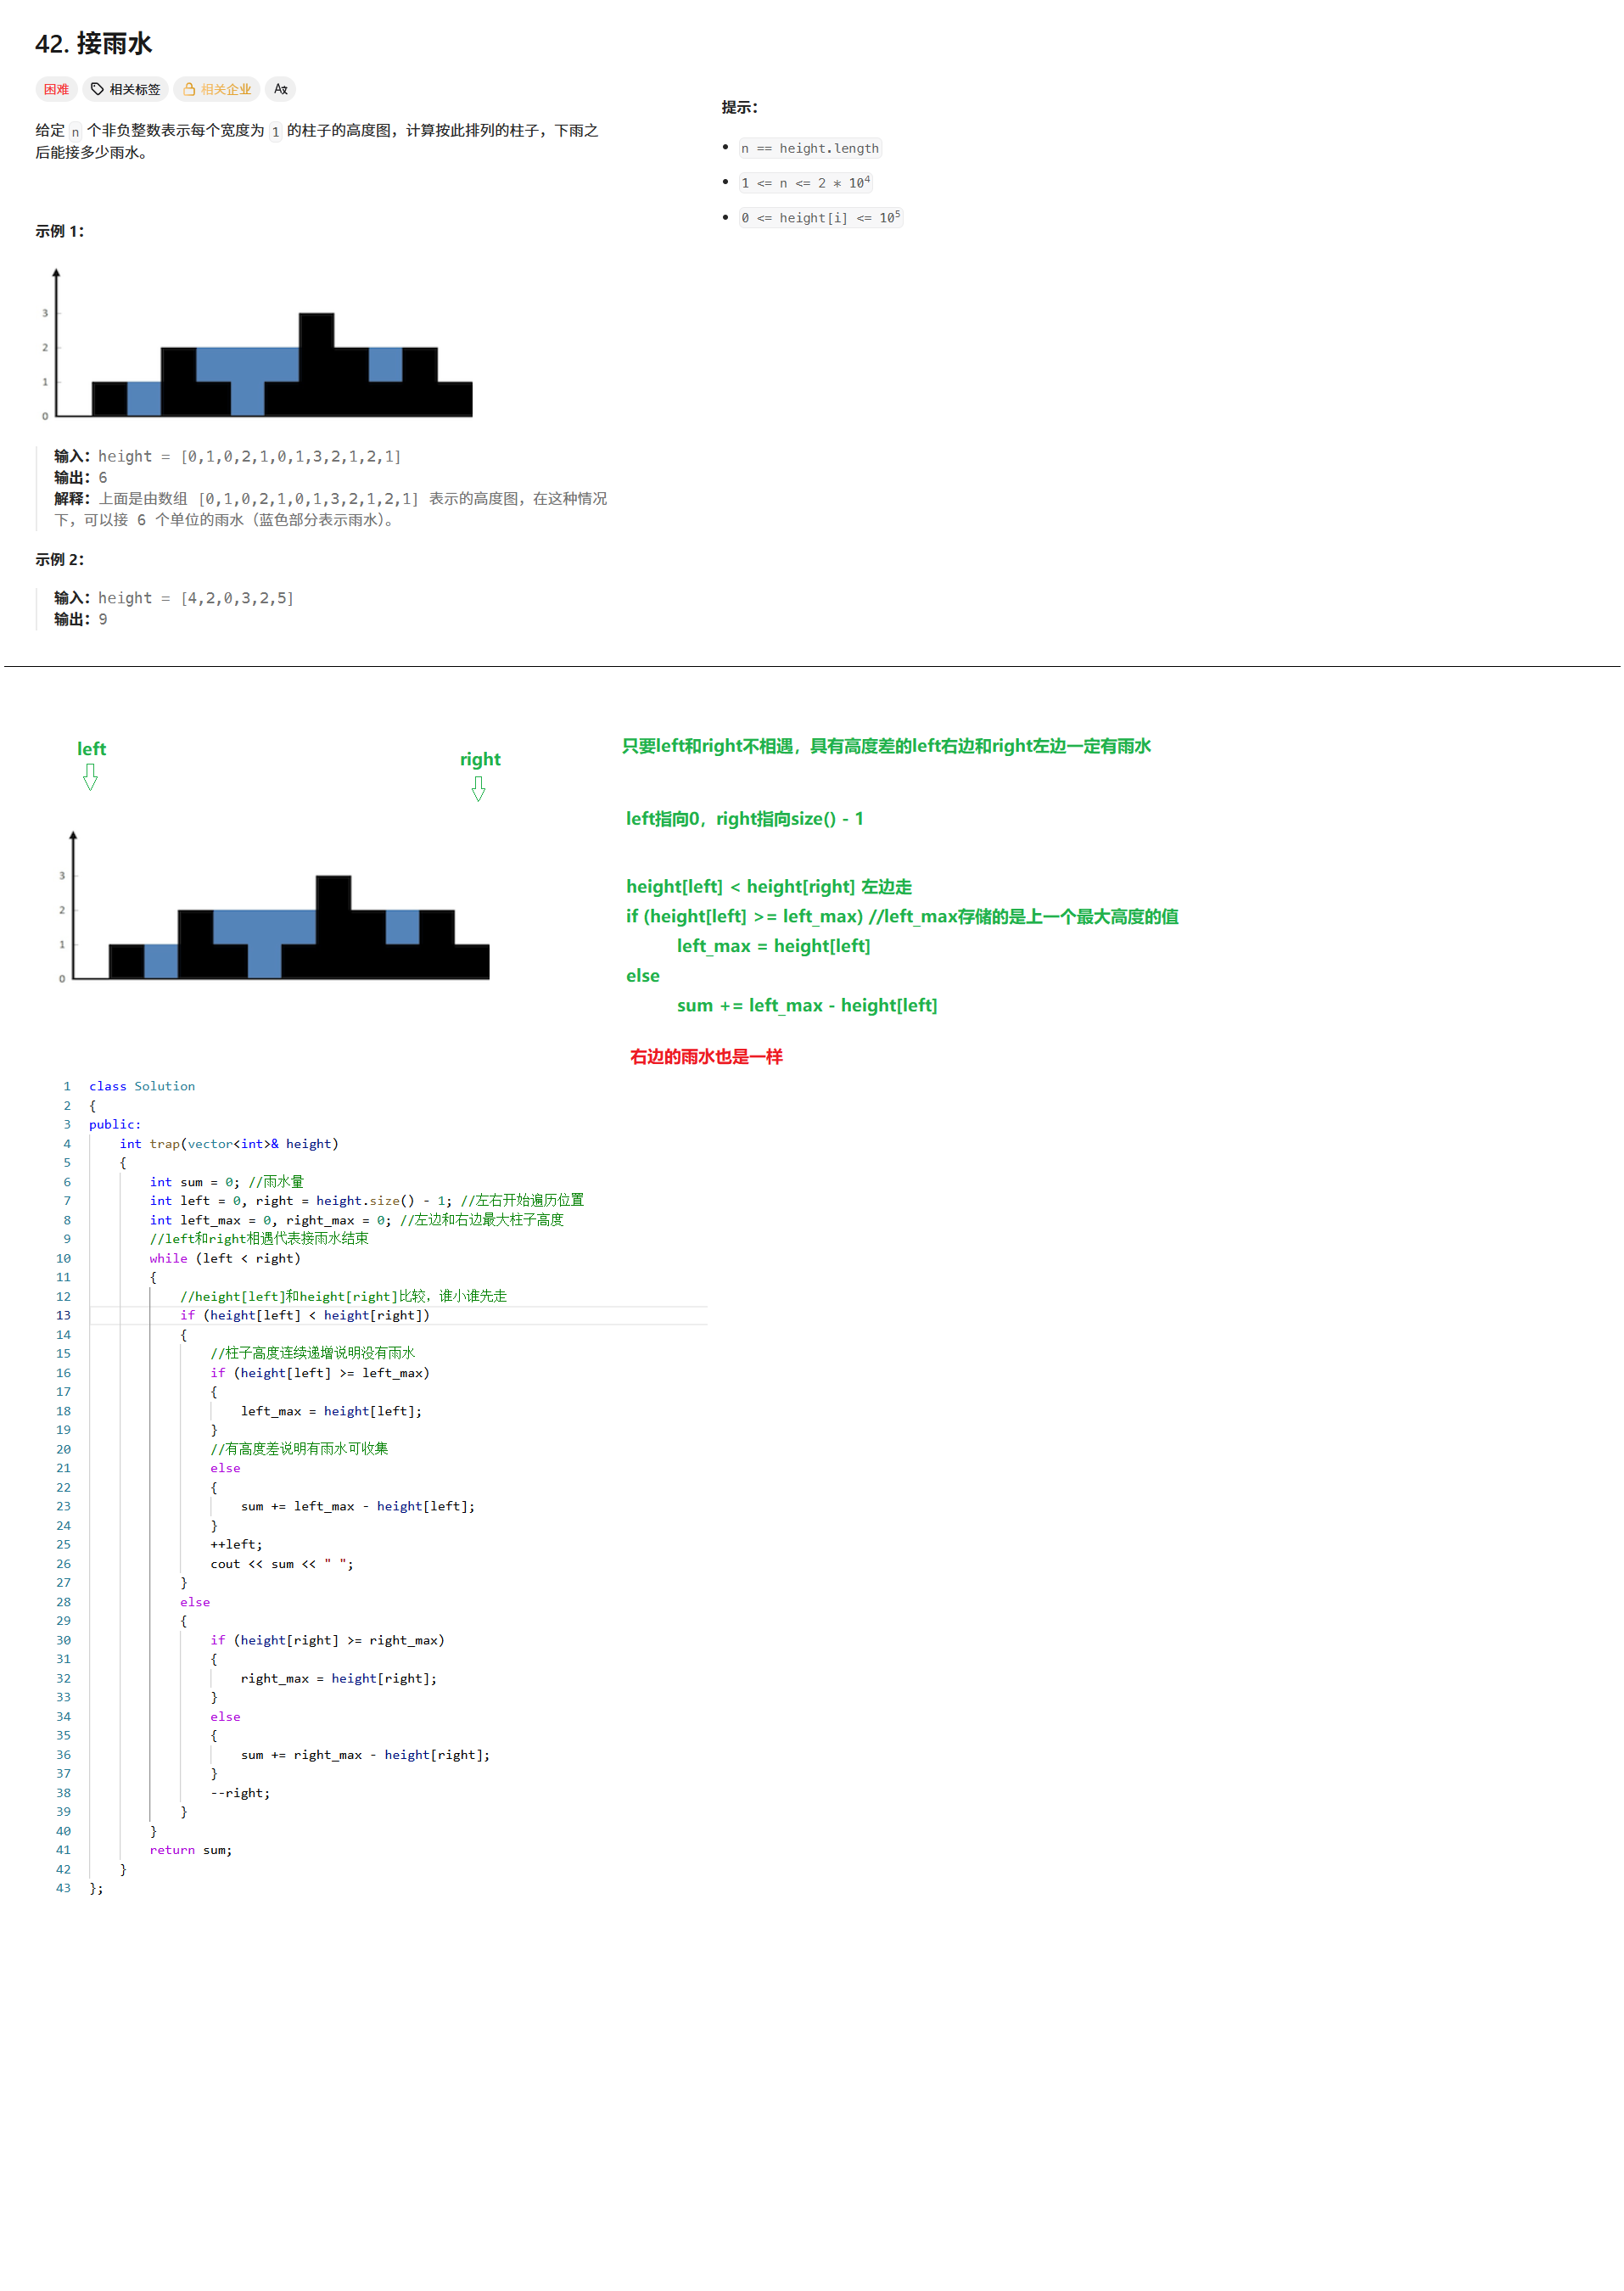 42. 接雨水
困难 相关标签 相关企业 Aあ
给定 n 个非负整数表示每个宽度为 1 的柱子的高度图，计算按此排列的柱子，下雨之
后能接多少雨水。
示例 1：
3
2
1
0
输入：height = [0,1,0,2,1,0,1,3,2,1,2,1]
输出：6
解释：上面是由数组 [0,1,0,2,1,0,1,3,2,1,2,1] 表示的高度图，在这种情况
下，可以接 6 个单位的雨水（蓝色部分表示雨水）。
示例 2：
输入：height = [4,2,0,3,2,5]
输出：9
提示：
n == height.length
1 <= n <= 2 * 10⁴
0 <= height[i] <= 10⁵
left
right
3
2
1
0
只要left和right不相遇，具有高度差的left右边和right左边一定有雨水
left指向0，right指向size() - 1
height[left] < height[right] 左边走
if (height[left] >= left_max) //left_max存储的是上一个最大高度的值
left_max = height[left]
else
sum += left_max - height[left]
右边的雨水也是一样
1 class Solution
2 {
3 public:
4 int trap(vector<int>& height)
5 {
6 int sum = 0; //雨水量
7 int left = 0, right = height.size() - 1; //左右开始遍历位置
8 int left_max = 0, right_max = 0; //左边和右边最大柱子高度
9 //left和right相遇代表接雨水结束
10 while (left < right)
11 {
12 //height[left]和height[right]比较，谁小谁先走
13 if (height[left] < height[right])
14 {
15 //柱子高度连续递增说明没有雨水
16 if (height[left] >= left_max)
17 {
18 left_max = height[left];
19 }
20 //有高度差说明有雨水可收集
21 else
22 {
23 sum += left_max - height[left];
24 }
25 ++left;
26 cout << sum << " ";
27 }
28 else
29 {
30 if (height[right] >= right_max)
31 {
32 right_max = height[right];
33 }
34 else
35 {
36 sum += right_max - height[right];
37 }
38 --right;
39 }
40 }
41 return sum;
42 }
43 };